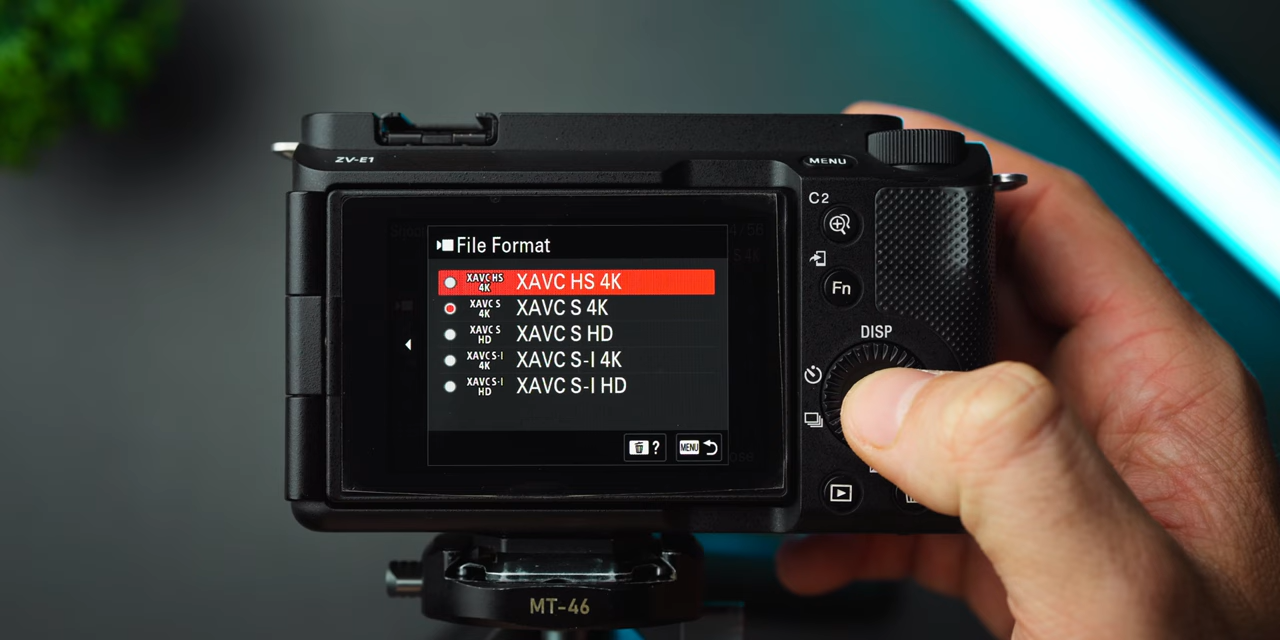 ZV-E1
MENU
C2
File Format
XAVC HS 4K XAVC HS 4K
XAVC S 4K XAVC S 4K
XAVC S HD XAVC S HD
XAVC S-I 4K XAVC S-I 4K
XAVC S-I HD XAVC S-I HD
? MENU
Fn
DISP
MT-46